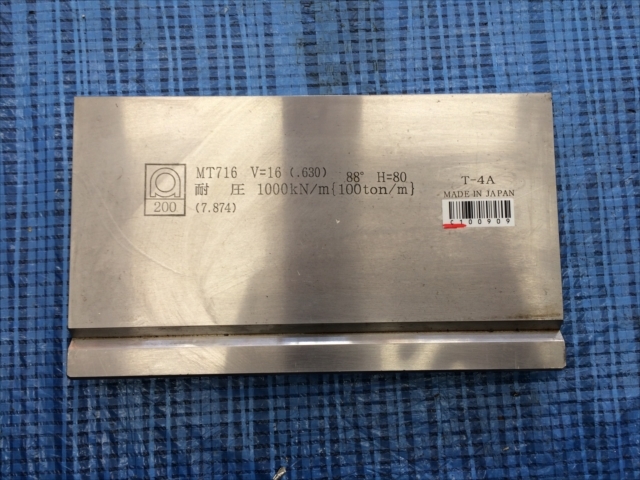 MT716 V=16 (.630) 88° H=80
耐 圧 1000kN/m{100ton/m}
200
(7.874)
T-4A
MADE IN JAPAN